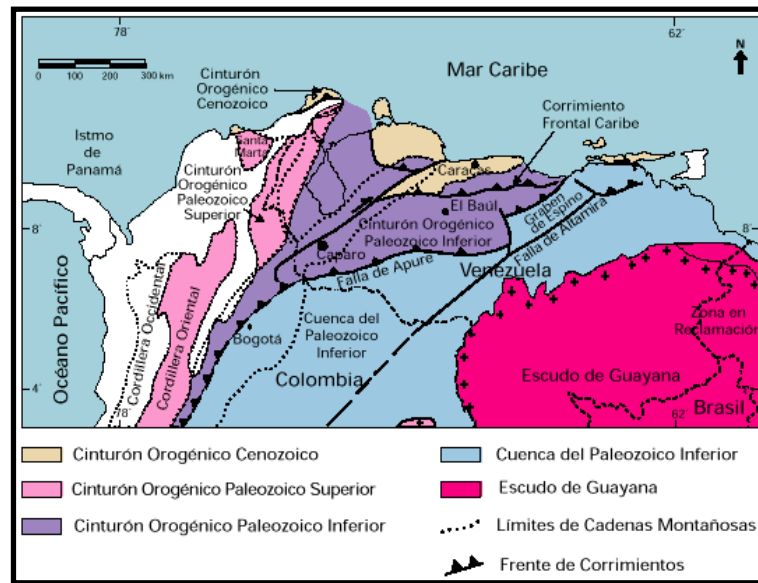 78°
62°
N
0 100 200 300 km
Cinturón
Orogénico
Cenozoico
Mar Caribe
Corrimiento
Frontal Caribe
Istmo
de
Panamá
Santa
Marta
Caracas
Cinturón
Orogénico
Paleozoico
Superior
El Baúl
Graben
de Espino
Cinturón Orogénico
Paleozoico Inferior
Falla de Altamira
8°
8°
Caparo
Falla de Apure
Venezuela
Océano Pacífico
Cordillera Occidental
Cordillera Oriental
Cuenca del
Paleozoico
Inferior
Zona en
Reclamación
Bogotá
Colombia
Escudo de Guayana
4°
4°
78°
62°
Brasil
Cinturón Orogénico Cenozoico
Cuenca del Paleozoico Inferior
Cinturón Orogénico Paleozoico Superior
Escudo de Guayana
Cinturón Orogénico Paleozoico Inferior
Límites de Cadenas Montañosas
Frente de Corrimientos